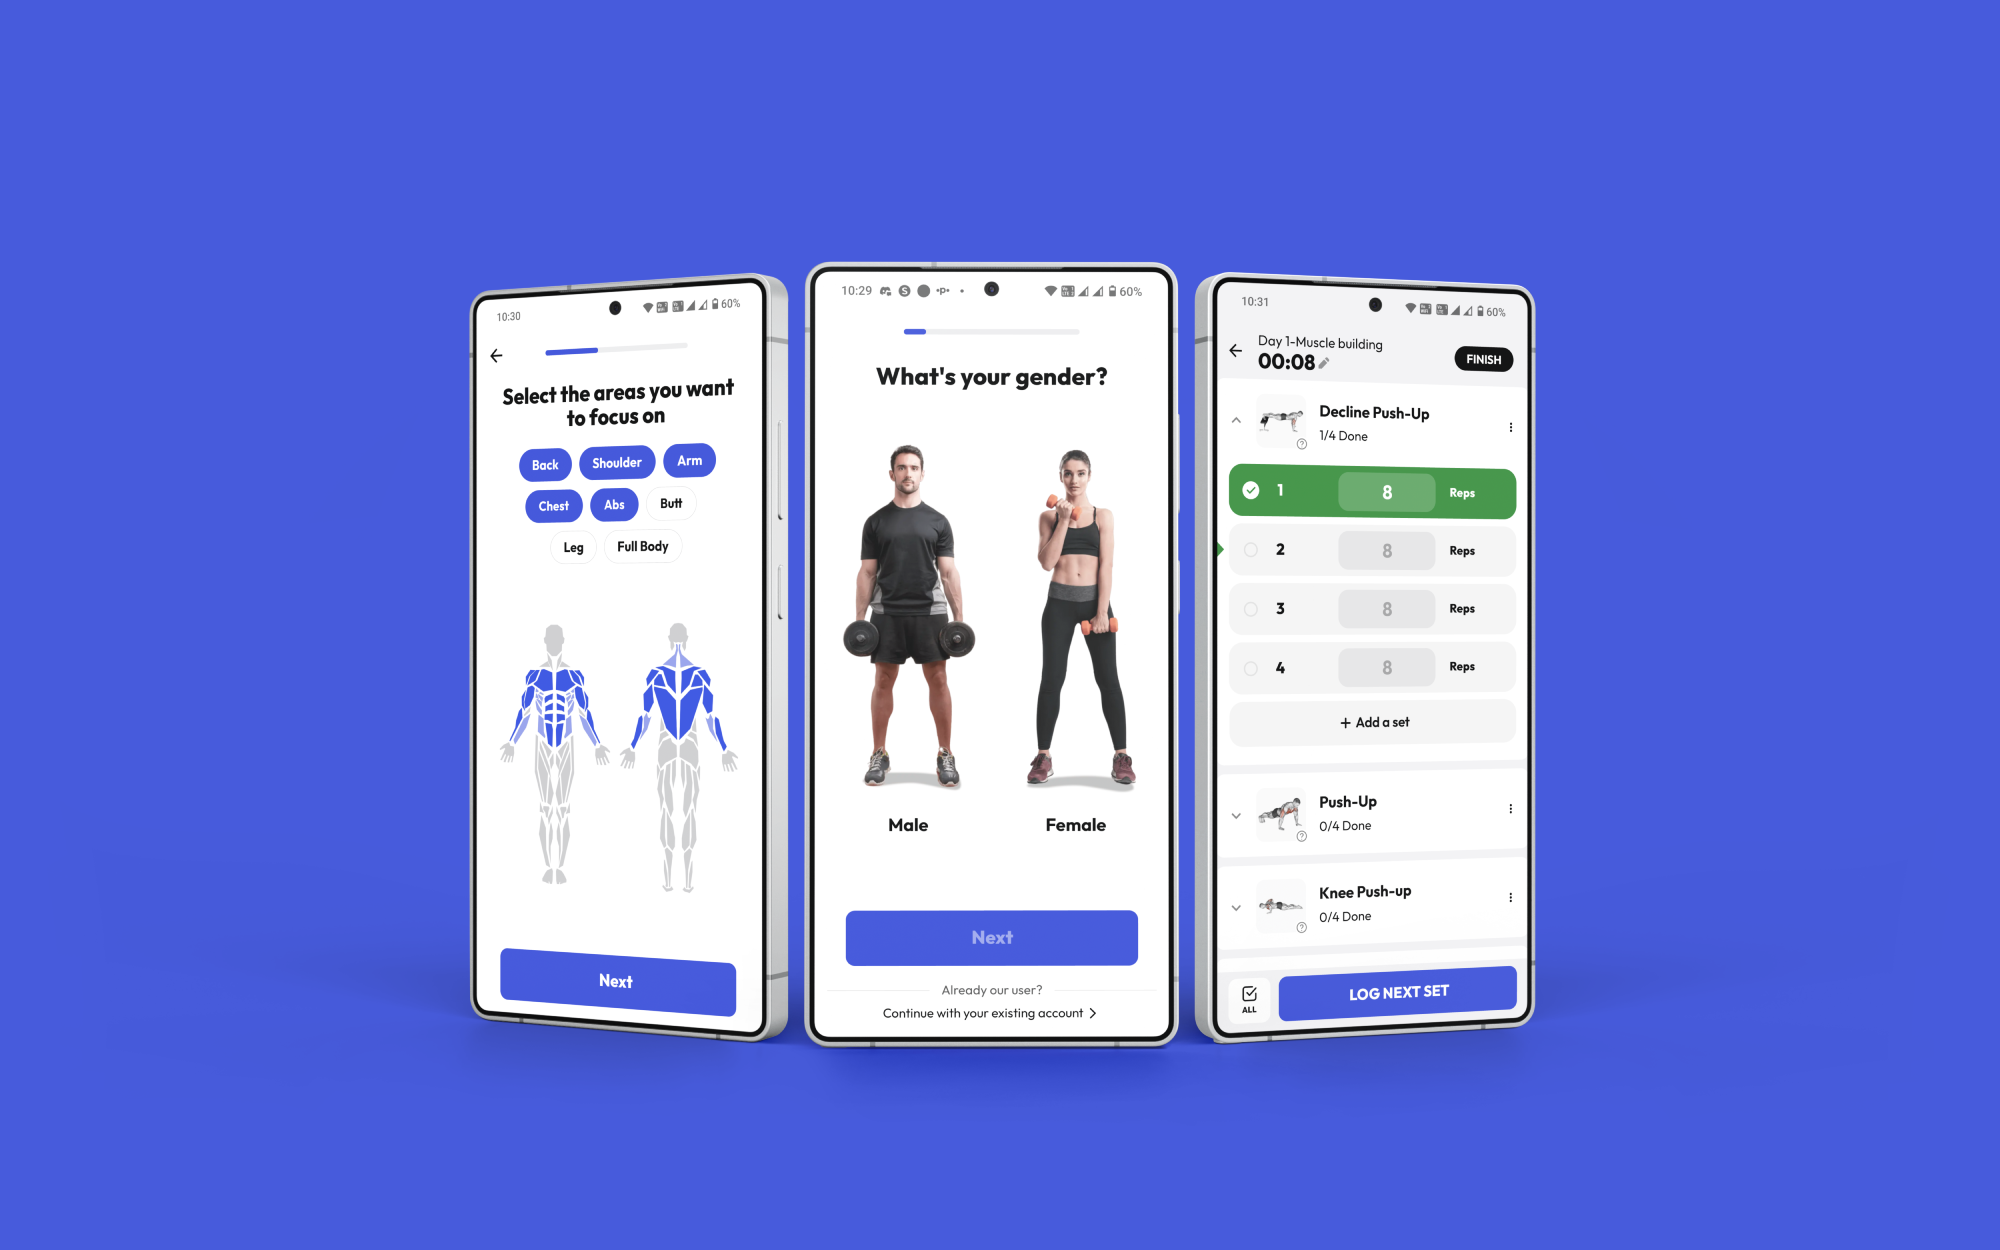 10:30
60%
Select the areas you want
to focus on
Back Shoulder Arm
Chest Abs Butt
Leg Full Body
Next
10:29
60%
What's your gender?
Male Female
Next
Already our user?
Continue with your existing account
10:31
60%
Day 1-Muscle building
00:08
FINISH
Decline Push-Up
1/4 Done
1 8 Reps
2 8 Reps
3 8 Reps
4 8 Reps
+ Add a set
Push-Up
0/4 Done
Knee Push-up
0/4 Done
ALL
LOG NEXT SET